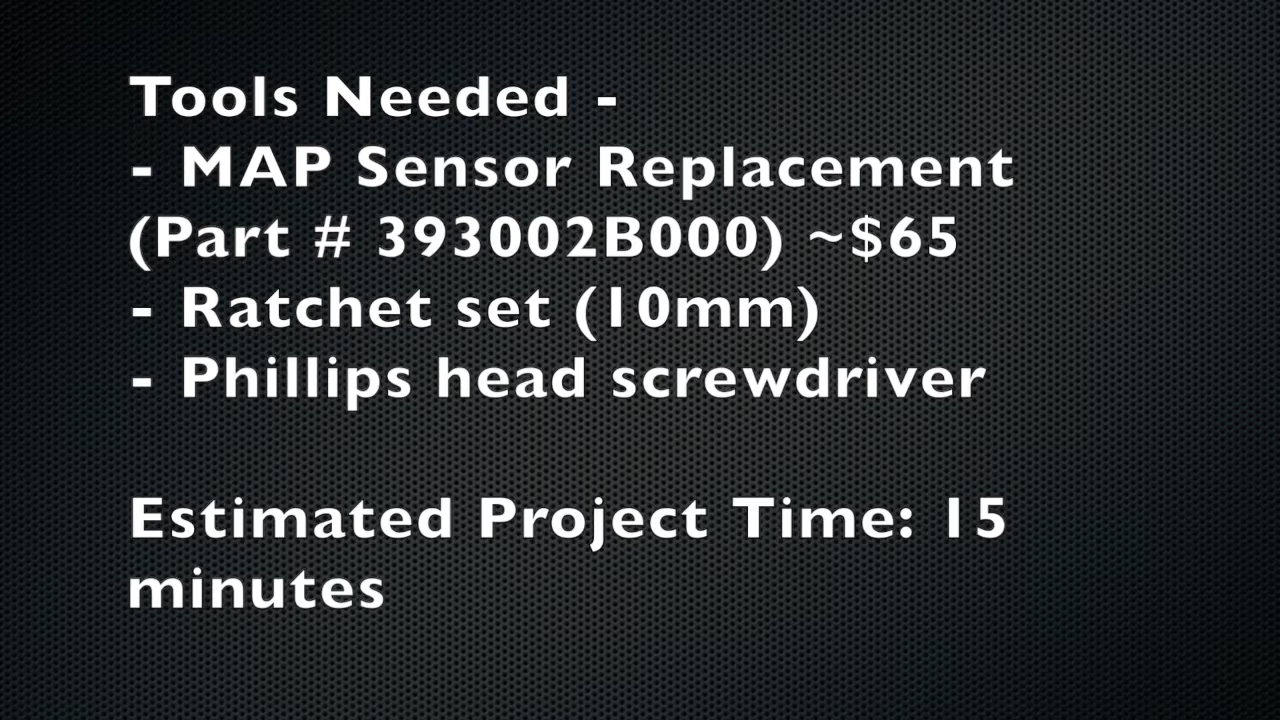 Tools Needed -
- MAP Sensor Replacement
(Part # 393002B000) ~$65
- Ratchet set (10mm)
- Phillips head screwdriver
Estimated Project Time: 15
minutes